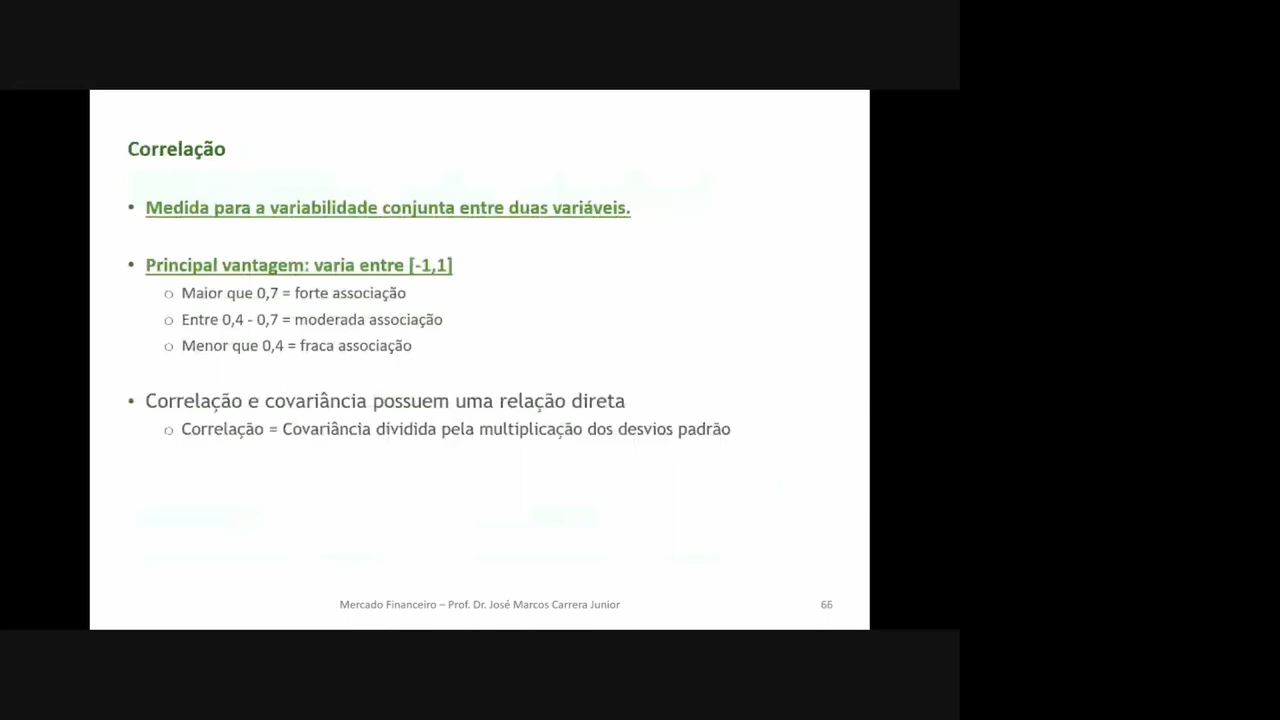 Correlação
• Medida para a variabilidade conjunta entre duas variáveis.
• Principal vantagem: varia entre [-1,1]
○ Maior que 0,7 = forte associação
○ Entre 0,4 - 0,7 = moderada associação
○ Menor que 0,4 = fraca associação
• Correlação e covariância possuem uma relação direta
○ Correlação = Covariância dividida pela multiplicação dos desvios padrão
Mercado Financeiro – Prof. Dr. José Marcos Carrera Junior
66